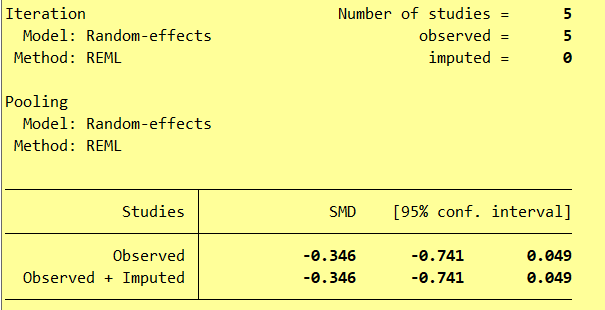 Iteration Number of studies = 5
Model: Random-effects observed = 5
Method: REML imputed = 0
Pooling
Model: Random-effects
Method: REML
Studies SMD [95% conf. interval]
Observed -0.346 -0.741 0.049
Observed + Imputed -0.346 -0.741 0.049